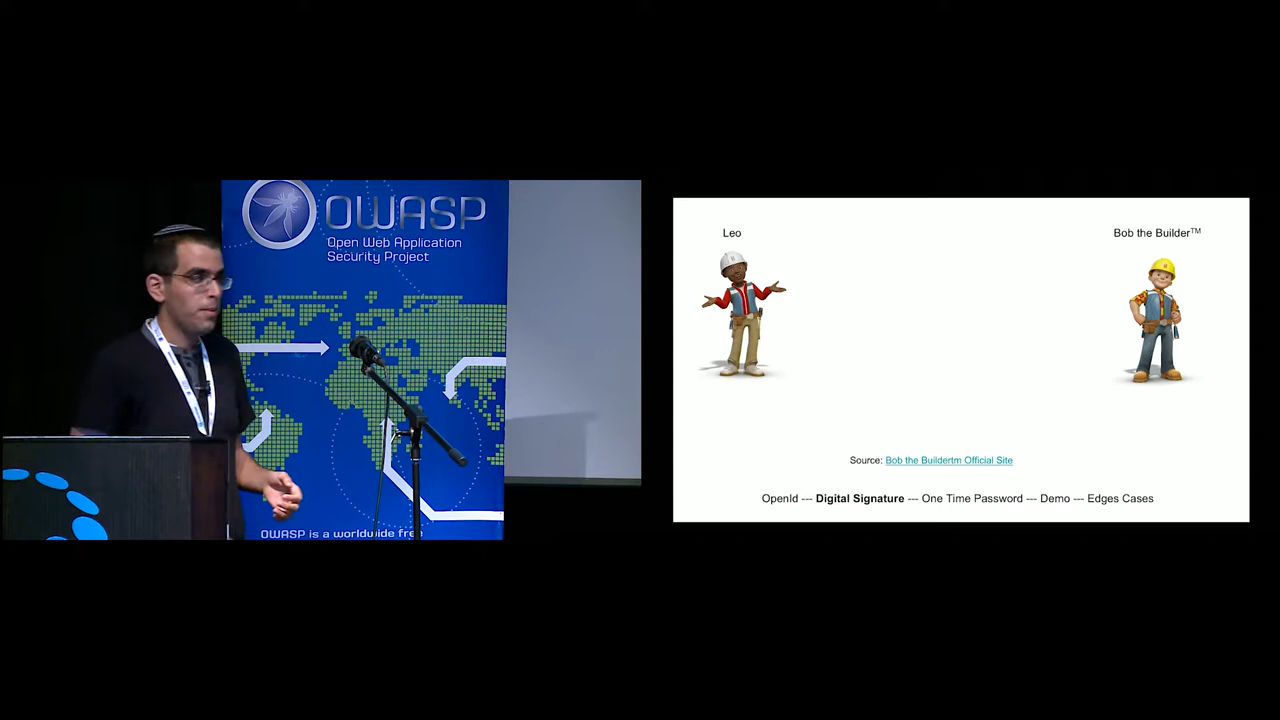 OWASP
Open Web Application
Security Project
OWASP is a worldwide free
Leo
Bob the Builder™
Source: Bob the Buildertm Official Site
OpenId --- Digital Signature --- One Time Password --- Demo --- Edges Cases